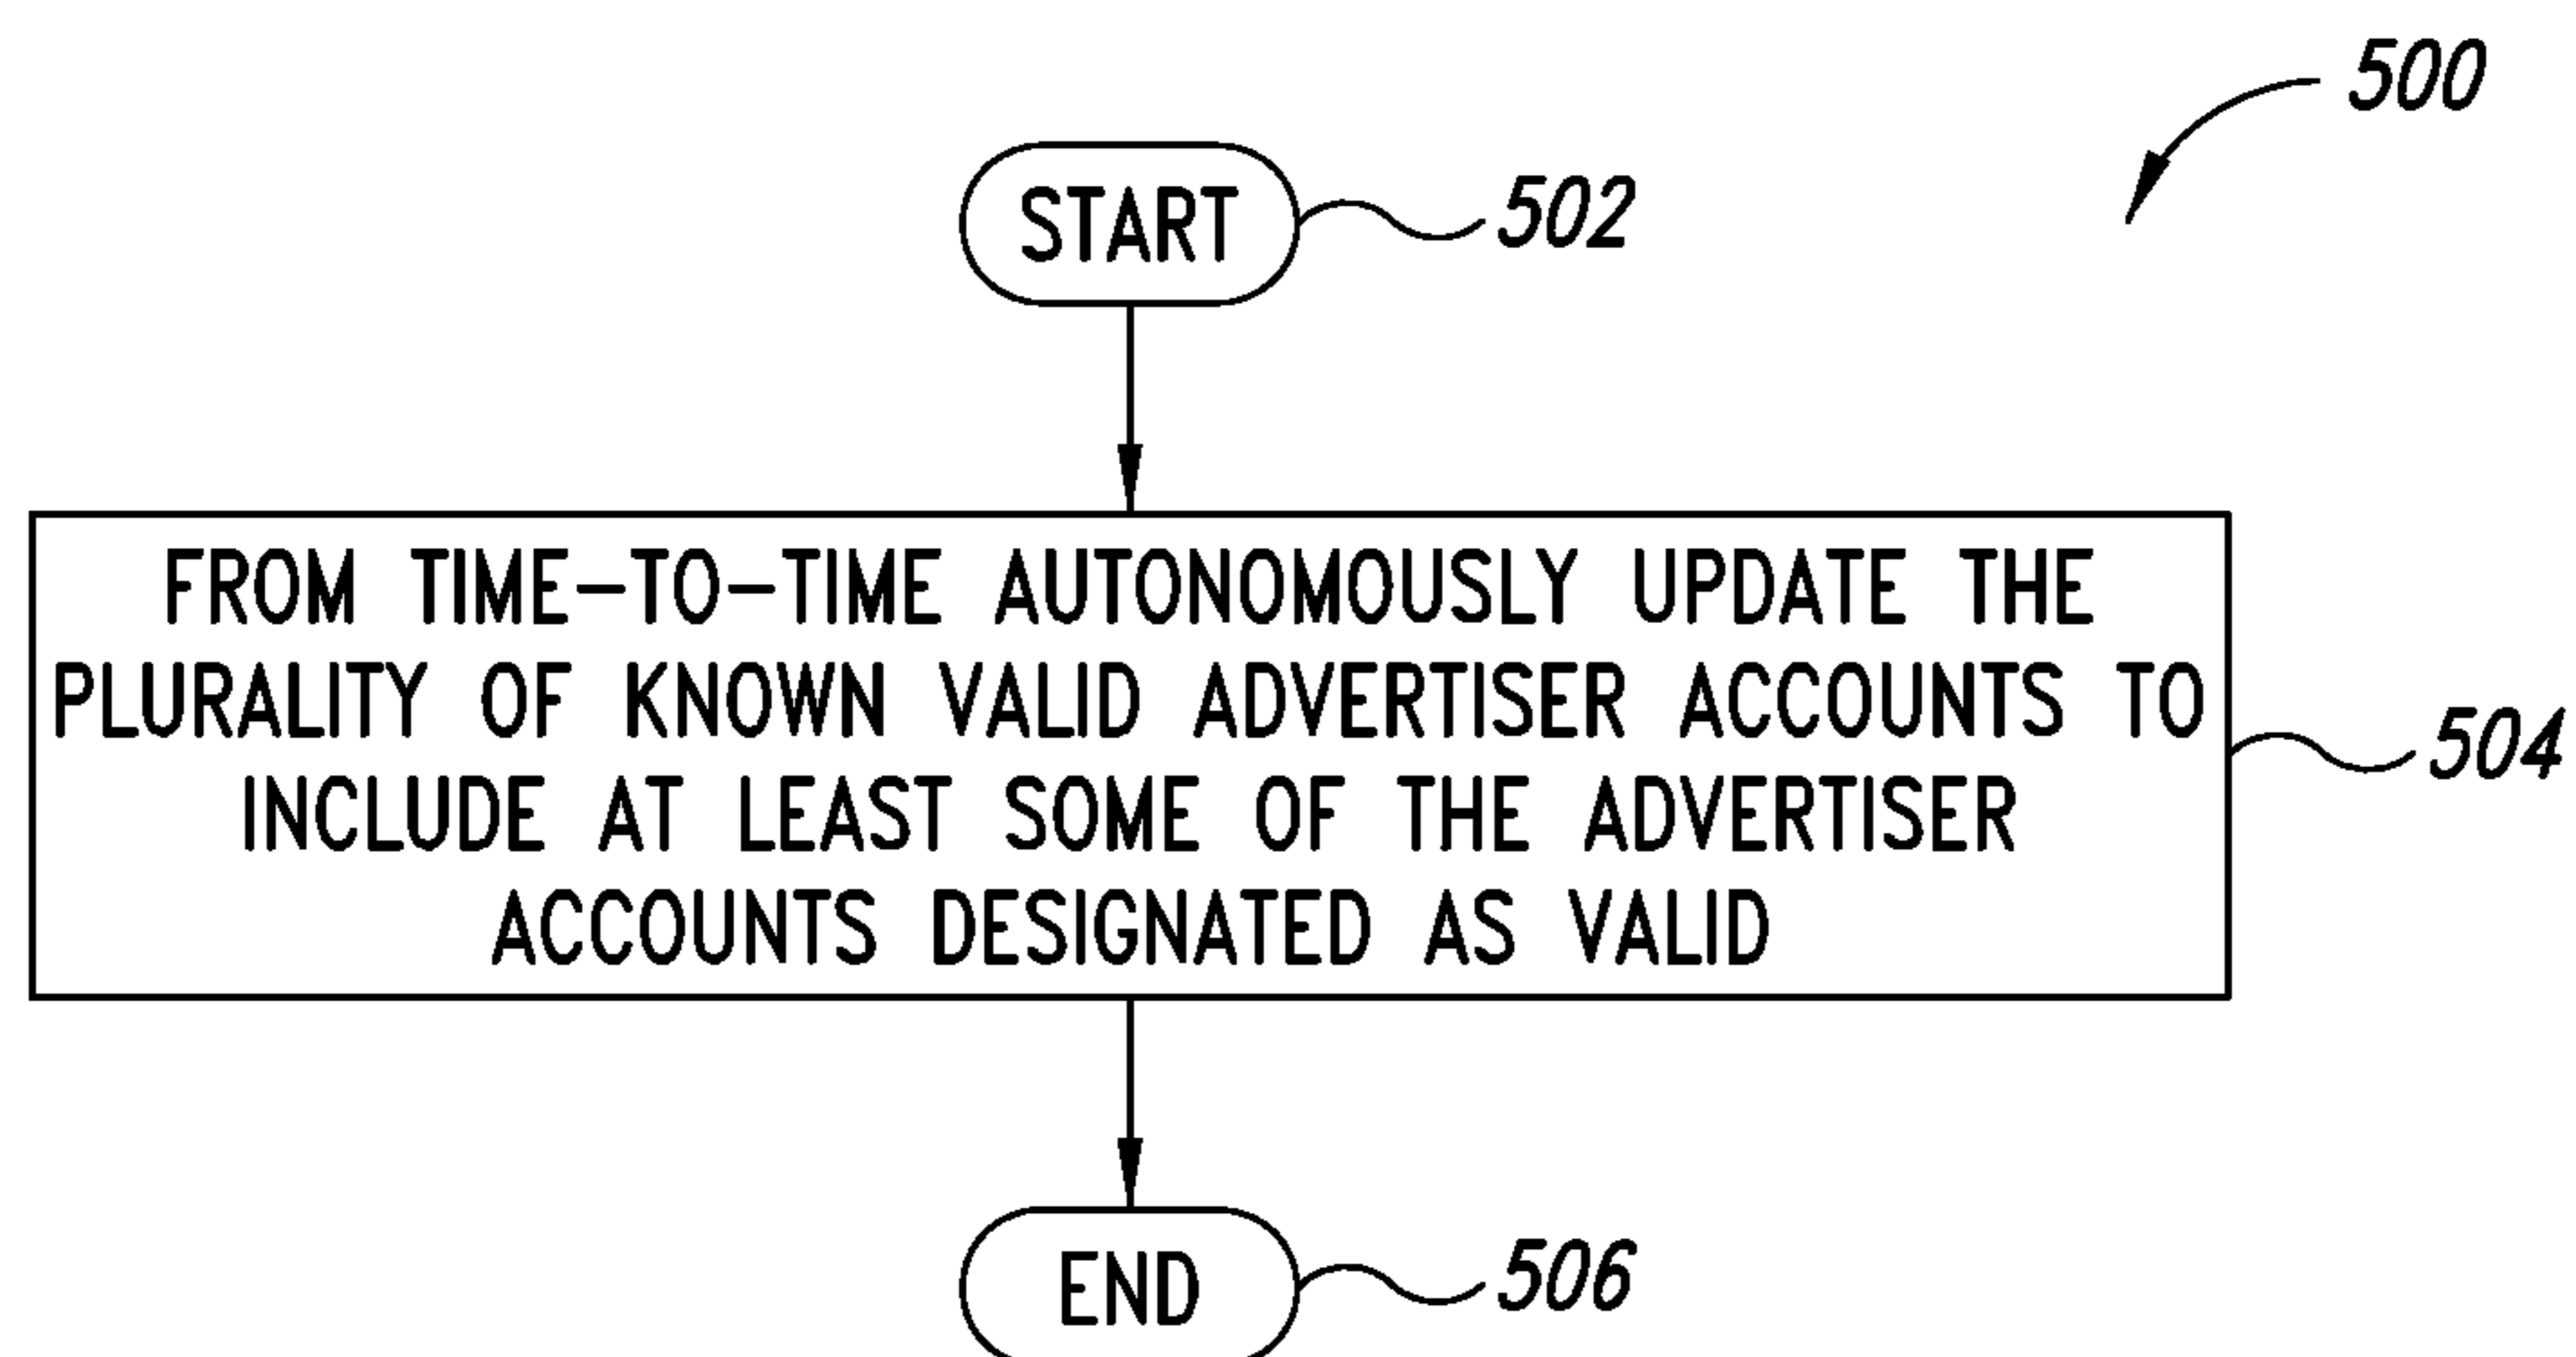 500
START
502
FROM TIME-TO-TIME AUTONOMOUSLY UPDATE THE
PLURALITY OF KNOWN VALID ADVERTISER ACCOUNTS TO
INCLUDE AT LEAST SOME OF THE ADVERTISER
ACCOUNTS DESIGNATED AS VALID
504
END
506